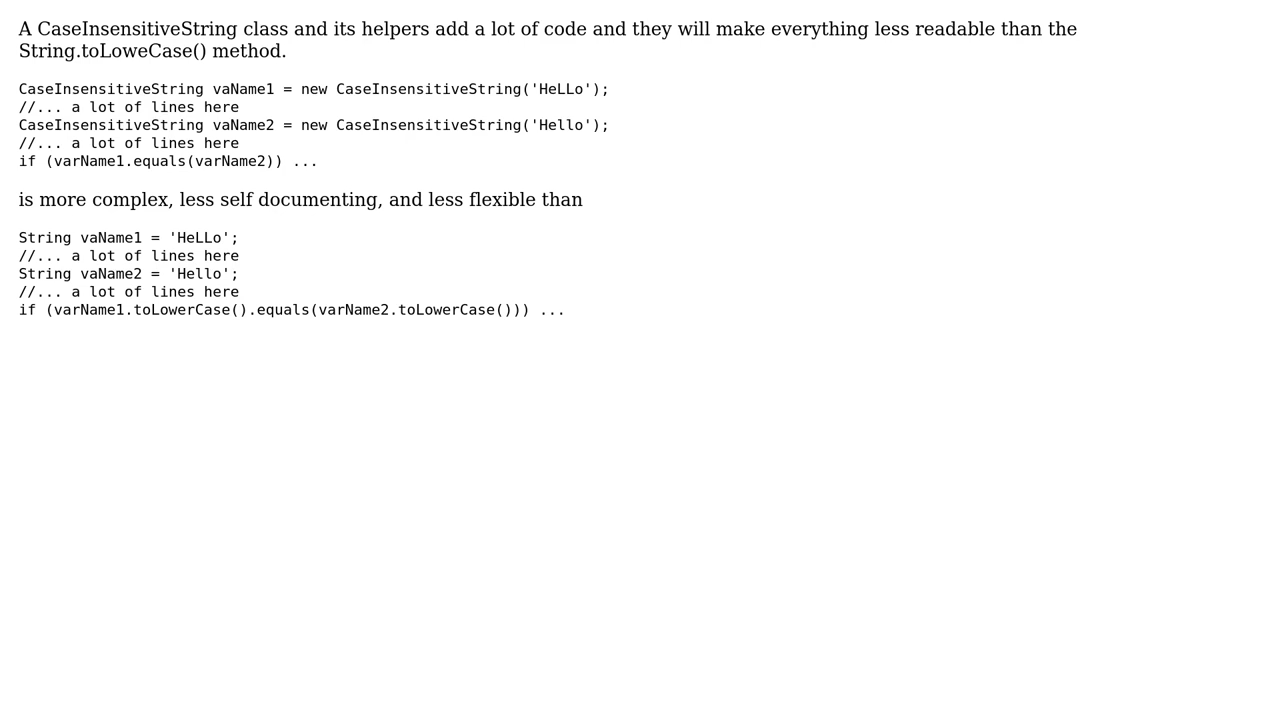 A CaseInsensitiveString class and its helpers add a lot of code and they will make everything less readable than the
String.toLoweCase() method.
CaseInsensitiveString vaName1 = new CaseInsensitiveString('HeLLo');
//... a lot of lines here
CaseInsensitiveString vaName2 = new CaseInsensitiveString('Hello');
//... a lot of lines here
if (varName1.equals(varName2)) ...
is more complex, less self documenting, and less flexible than
String vaName1 = 'HeLLo';
//... a lot of lines here
String vaName2 = 'Hello';
//... a lot of lines here
if (varName1.toLowerCase().equals(varName2.toLowerCase())) ...